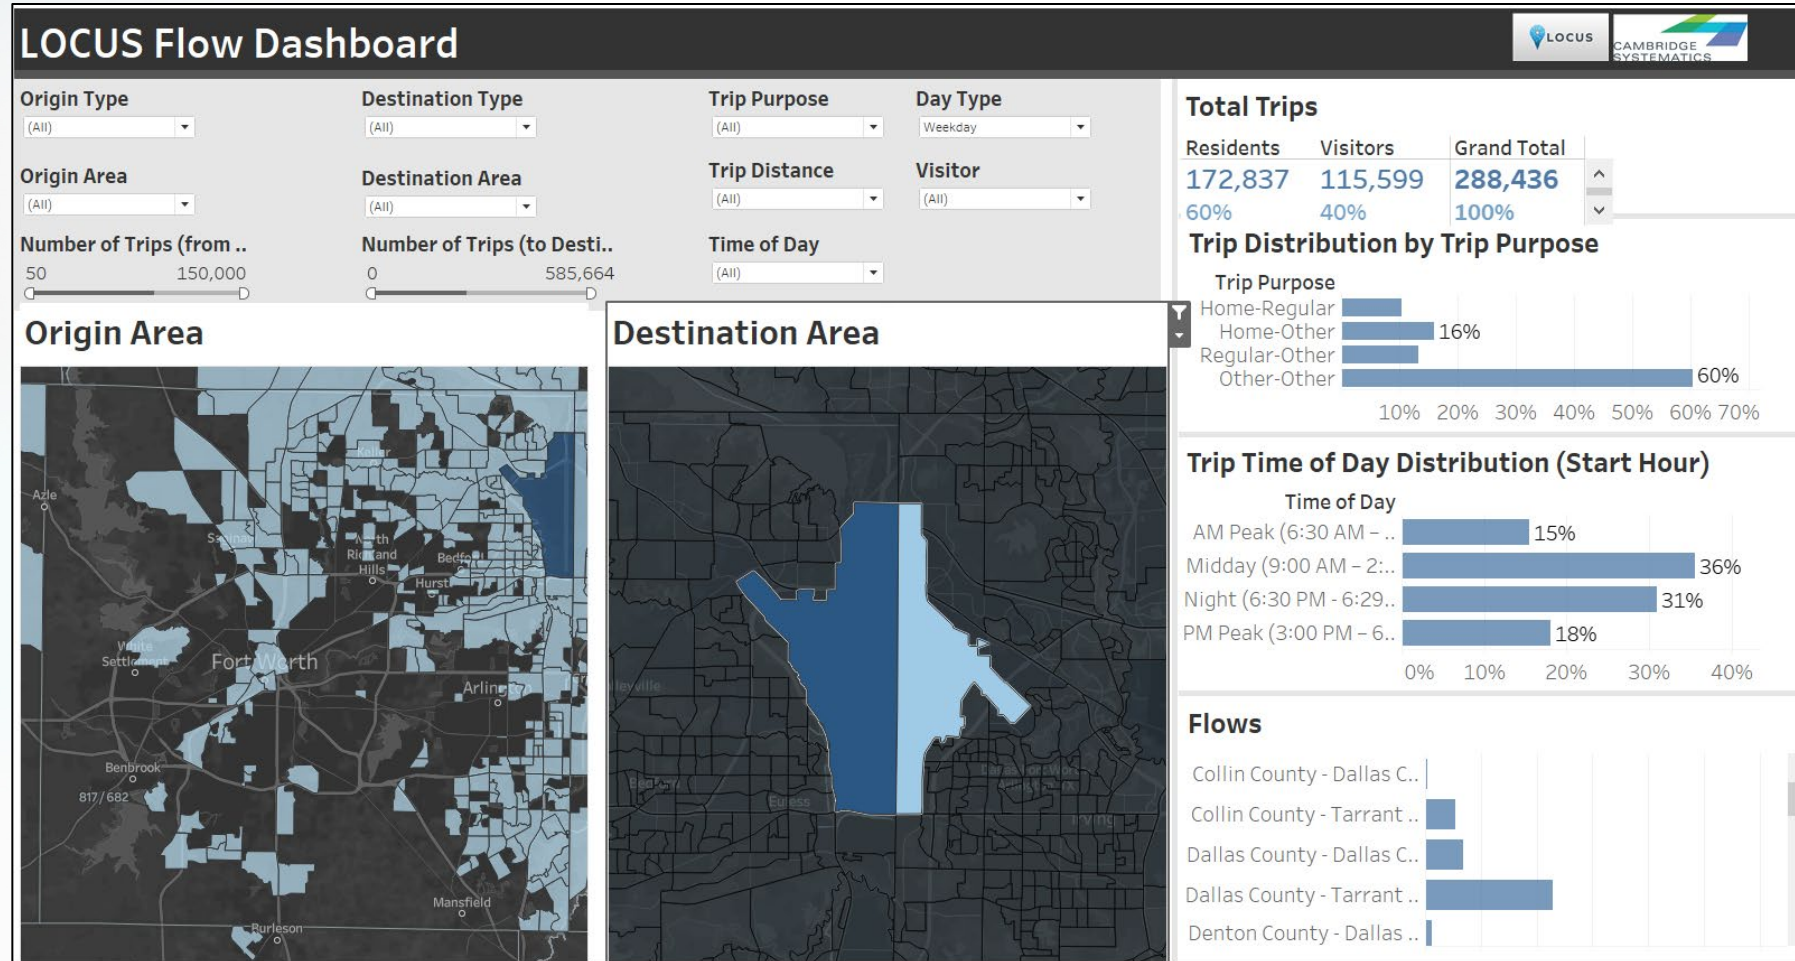 LOCUS Flow Dashboard
LOCUS
CAMBRIDGE
SYSTEMATICS
Origin Type
(All)
Destination Type
(All)
Trip Purpose
(All)
Day Type
Weekday
Origin Area
(All)
Destination Area
(All)
Trip Distance
(All)
Visitor
(All)
Number of Trips (from ..
50 150,000
Number of Trips (to Desti..
0 585,664
Time of Day
(All)
Total Trips
Residents Visitors Grand Total
172,837 115,599 288,436
60% 40% 100%
Trip Distribution by Trip Purpose
Trip Purpose
Home-Regular
Home-Other 16%
Regular-Other
Other-Other 60%
10% 20% 30% 40% 50% 60% 70%
Trip Time of Day Distribution (Start Hour)
Time of Day
AM Peak (6:30 AM – .. 15%
Midday (9:00 AM – 2:.. 36%
Night (6:30 PM - 6:29.. 31%
PM Peak (3:00 PM – 6.. 18%
0% 10% 20% 30% 40%
Flows
Collin County - Dallas C..
Collin County - Tarrant ..
Dallas County - Dallas C..
Dallas County - Tarrant ..
Denton County - Dallas ..
Origin Area
Keller
Azle
Saginaw
North
Richland
Hills
Bedford
Hurst
White
Settlement
Fort Worth
Arlington
Benbrook
817/682
Mansfield
Burleson
Destination Area
Bedford
Euless
Irving